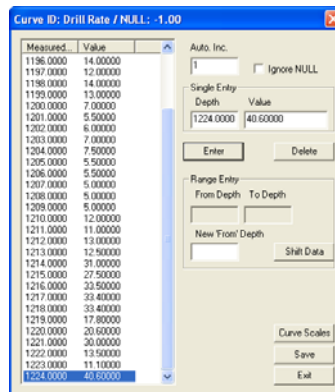 Curve ID: Drill Rate / NULL: -1.00
Measured... Value
1196.0000 14.00000
1197.0000 12.00000
1198.0000 14.00000
1199.0000 13.00000
1200.0000 7.00000
1201.0000 5.50000
1202.0000 6.00000
1203.0000 7.00000
1204.0000 7.50000
1205.0000 5.50000
1206.0000 5.50000
1207.0000 5.00000
1208.0000 5.00000
1209.0000 5.00000
1210.0000 12.00000
1211.0000 11.00000
1212.0000 13.00000
1213.0000 12.50000
1214.0000 31.00000
1215.0000 27.50000
1216.0000 33.50000
1217.0000 33.40000
1218.0000 33.40000
1219.0000 17.80000
1220.0000 20.60000
1221.0000 30.00000
1222.0000 13.50000
1223.0000 11.10000
1224.0000 40.60000
Auto. Inc.
1
Ignore NULL
Single Entry
Depth Value
1224.0000 40.60000
Enter Delete
Range Entry
From Depth To Depth
New 'From' Depth
Shift Data
Curve Scales
Save
Exit